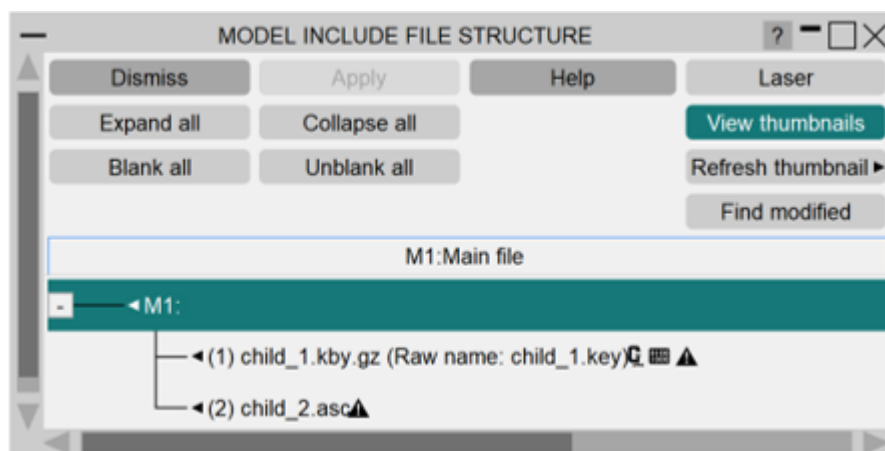 MODEL INCLUDE FILE STRUCTURE ?
Dismiss Apply Help Laser
Expand all Collapse all View thumbnails
Blank all Unblank all Refresh thumbnail
Find modified
M1:Main file
- M1:
(1) child_1.kby.gz (Raw name: child_1.key)
(2) child_2.asc